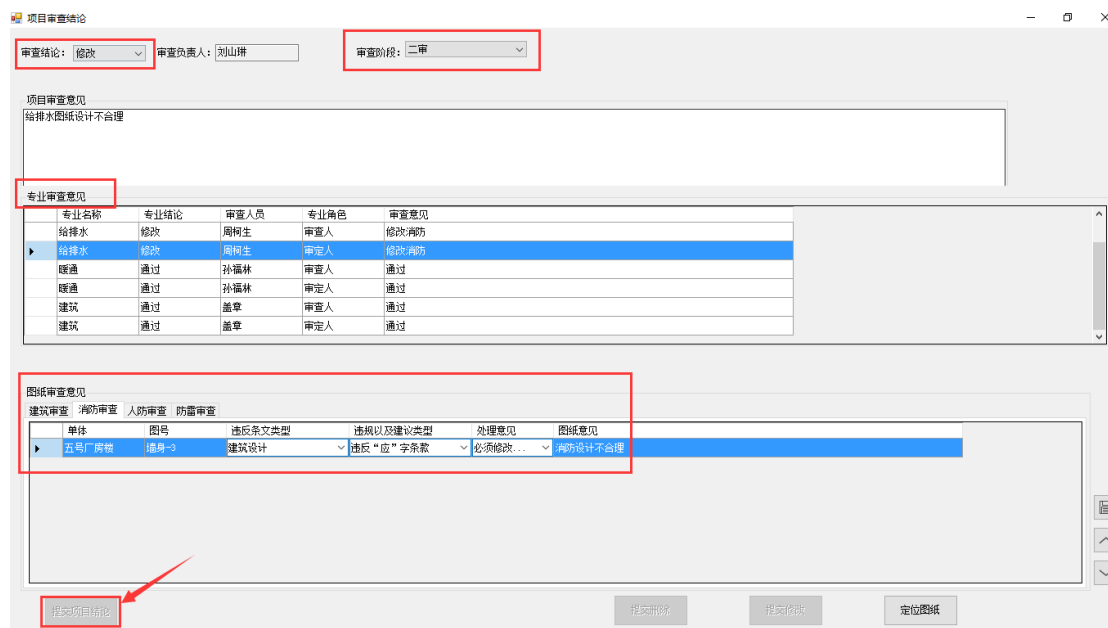 项目审查结论
审查结论： 修改 审查负责人： 刘山琳 审查阶段： 二审
项目审查意见
给排水图纸设计不合理
专业审查意见
专业名称 专业结论 审查人员 专业角色 审查意见
给排水 修改 周柯生 审查人 修改消防
给排水 修改 周柯生 审定人 修改消防
暖通 通过 孙福林 审查人 通过
暖通 通过 孙福林 审定人 通过
建筑 通过 盖章 审查人 通过
建筑 通过 盖章 审定人 通过
图纸审查意见
建筑审查 消防审查 人防审查 防雷审查
单体 图号 违反条文类型 违规以及建议类型 处理意见 图纸意见
五号厂房楼 墙身-3 建筑设计 违反“应”字条款 必须修改... 消防设计不合理
提交项目结论 提交删除 提交修改 定位图纸